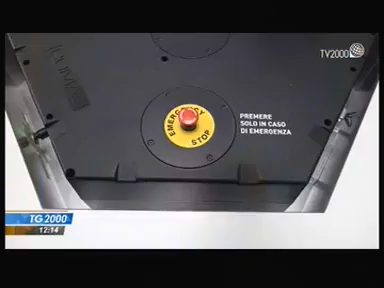 TV2000
EMERGENCY
STOP
PREMERE
SOLO IN CASO
DI EMERGENZA
TG 2000
12:14